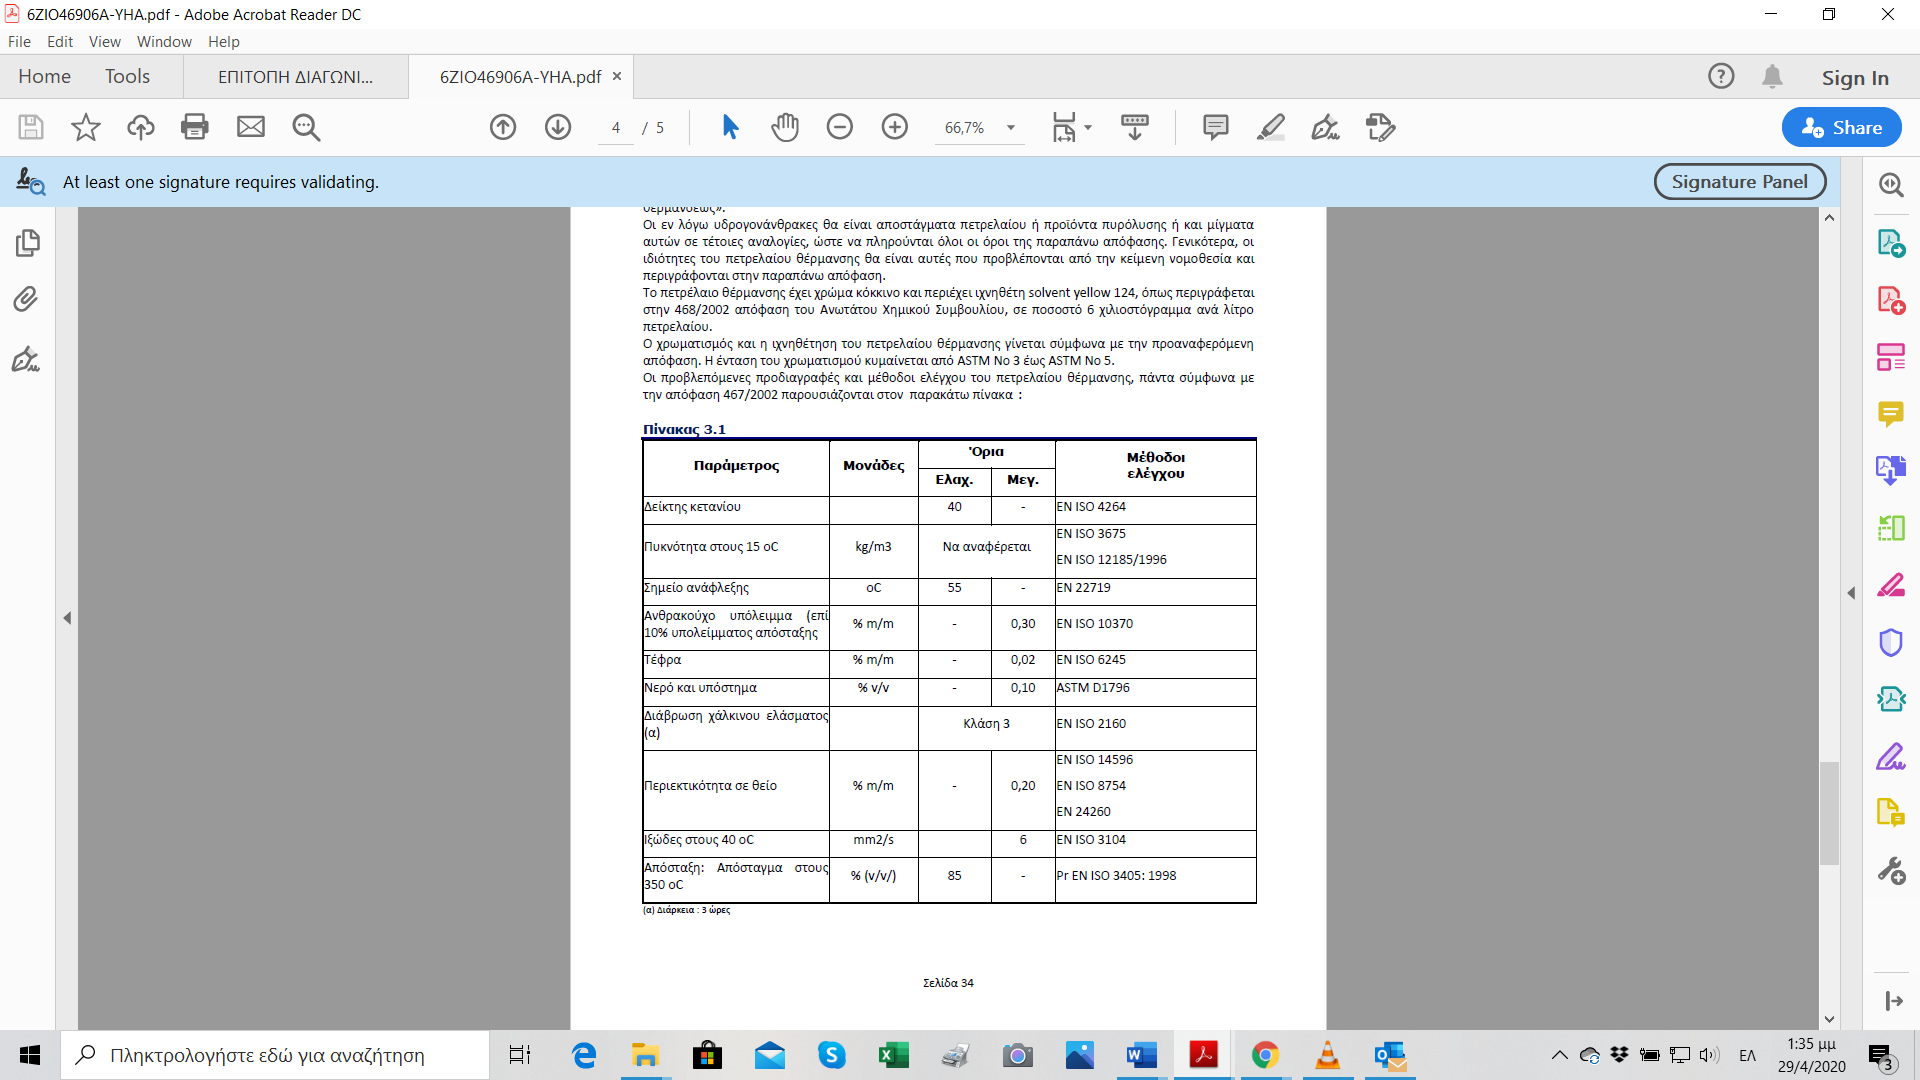 6ZIO46906A-YHA.pdf - Adobe Acrobat Reader DC
File Edit View Window Help
Home Tools ΕΠΙΤΟΠΗ ΔΙΑΓΩΝΙ... 6ZIO46906A-YHA.pdf × Sign In
4 / 5 66,7% Share
At least one signature requires validating. Signature Panel
θερμάνσεως».
Οι εν λόγω υδρογονάνθρακες θα είναι αποστάγματα πετρελαίου ή προϊόντα πυρόλυσης ή και μίγματα
αυτών σε τέτοιες αναλογίες, ώστε να πληρούνται όλοι οι όροι της παραπάνω απόφασης. Γενικότερα, οι
ιδιότητες του πετρελαίου θέρμανσης θα είναι αυτές που προβλέπονται από την κείμενη νομοθεσία και
περιγράφονται στην παραπάνω απόφαση.
Το πετρέλαιο θέρμανσης έχει χρώμα κόκκινο και περιέχει ιχνηθέτη solvent yellow 124, όπως περιγράφεται
στην 468/2002 απόφαση του Ανωτάτου Χημικού Συμβουλίου, σε ποσοστό 6 χιλιοστόγραμμα ανά λίτρο
πετρελαίου.
Ο χρωματισμός και η ιχνηθέτηση του πετρελαίου θέρμανσης γίνεται σύμφωνα με την προαναφερόμενη
απόφαση. Η ένταση του χρωματισμού κυμαίνεται από ASTM No 3 έως ASTM No 5.
Οι προβλεπόμενες προδιαγραφές και μέθοδοι ελέγχου του πετρελαίου θέρμανσης, πάντα σύμφωνα με
την απόφαση 467/2002 παρουσιάζονται στον παρακάτω πίνακα :
Πίνακας 3.1
Παράμετρος Μονάδες Όρια Μέθοδοι
ελέγχου
Ελαχ. Μεγ.
Δείκτης κετανίου 40 - EN ISO 4264
Πυκνότητα στους 15 οC kg/m3 Να αναφέρεται EN ISO 3675
EN ISO 12185/1996
Σημείο ανάφλεξης οC 55 - EN 22719
Ανθρακούχο υπόλειμμα (επί
10% υπολείμματος απόσταξης % m/m - 0,30 EN ISO 10370
Τέφρα % m/m - 0,02 EN ISO 6245
Νερό και υπόστημα % v/v - 0,10 ASTM D1796
Διάβρωση χάλκινου ελάσματος
(α) Κλάση 3 EN ISO 2160
Περιεκτικότητα σε θείο % m/m - 0,20 EN ISO 14596
EN ISO 8754
EN 24260
Ιξώδες στους 40 οC mm2/s 6 EN ISO 3104
Απόσταξη: Απόσταγμα στους
350 οC % (v/v/) 85 - Pr EN ISO 3405: 1998
(α) Διάρκεια : 3 ώρες
Σελίδα 34
Πληκτρολογήστε εδώ για αναζήτηση
ΕΛ 1:35 μμ
29/4/2020 3